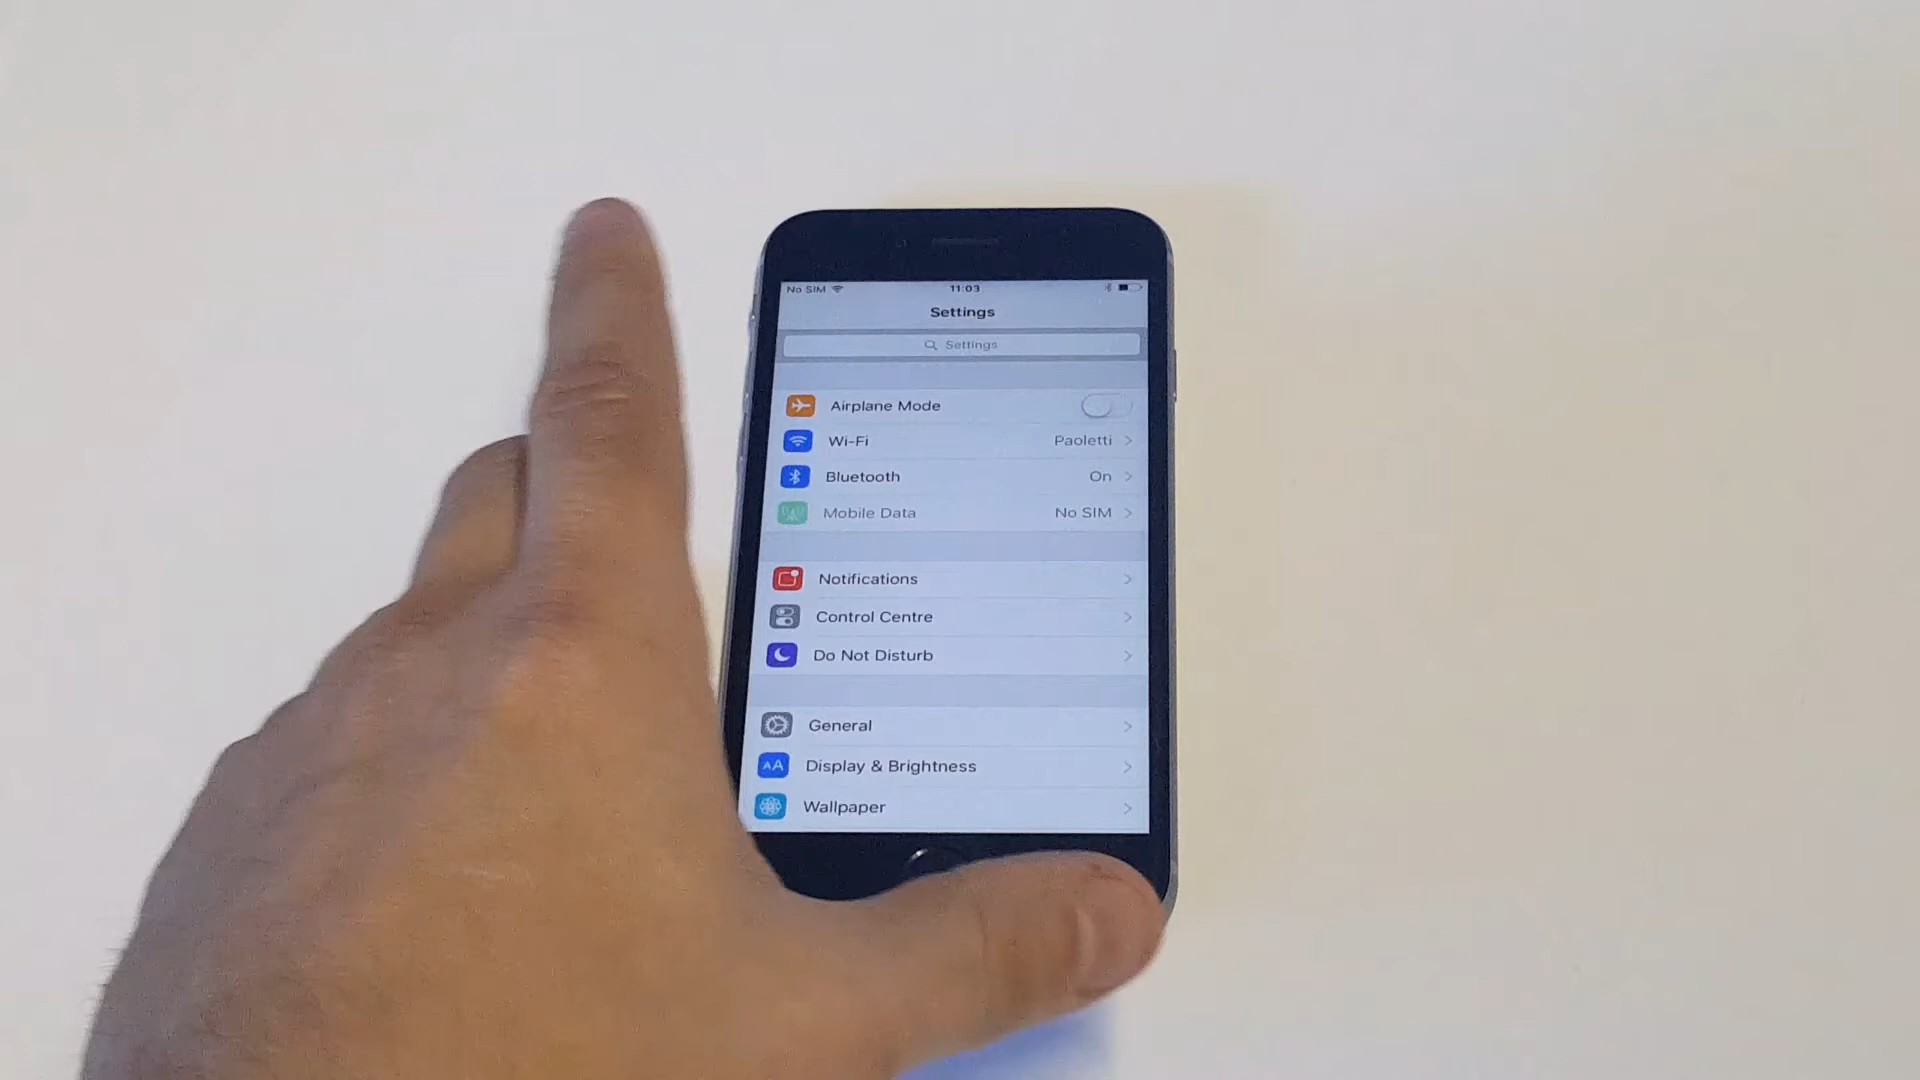 No SIM 11:03
Settings
Settings
Airplane Mode
Wi-Fi Paoletti
Bluetooth On
Mobile Data No SIM
Notifications
Control Centre
Do Not Disturb
General
AA Display & Brightness
Wallpaper